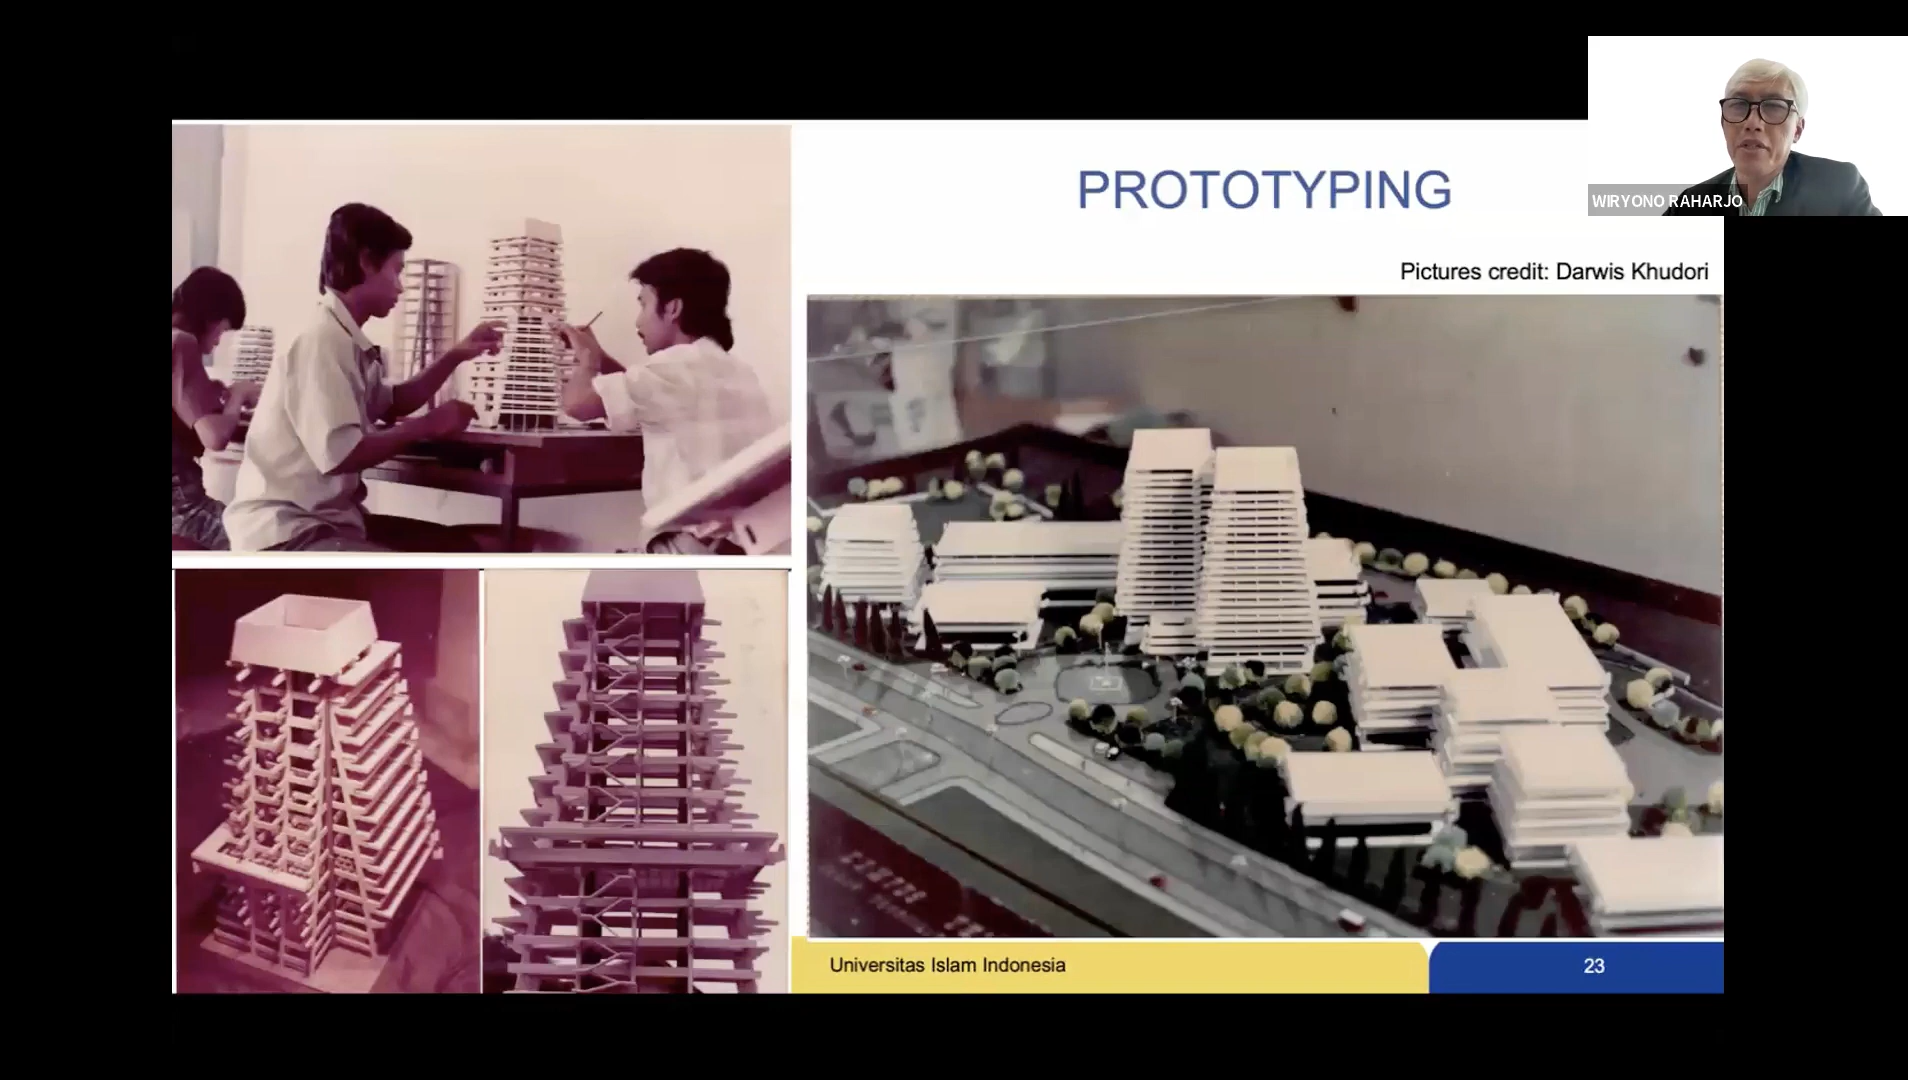 PROTOTYPING
WIRYONO RAHARJO
Pictures credit: Darwis Khudori
Universitas Islam Indonesia
23